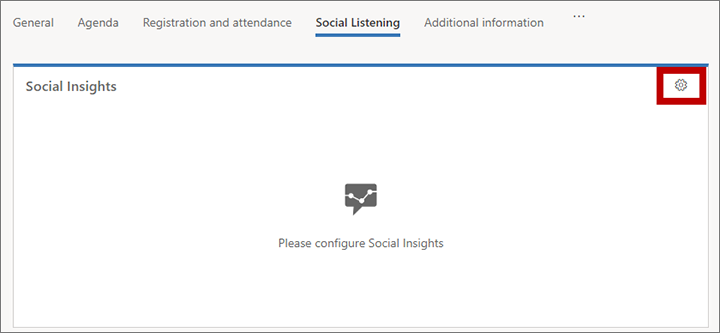 General Agenda Registration and attendance Social Listening Additional information ...
Social Insights
Please configure Social Insights